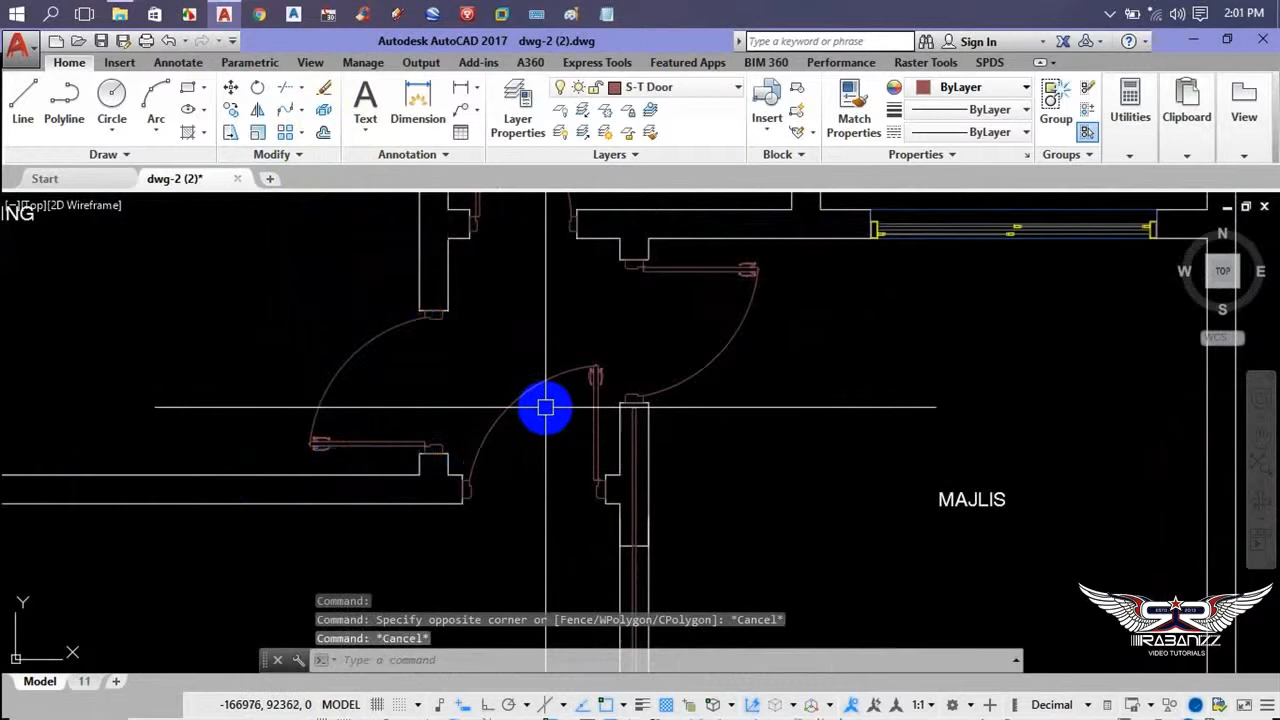 2:01 PM
Autodesk AutoCAD 2017 dwg-2 (2).dwg
Type a keyword or phrase
Sign In
Home Insert Annotate Parametric View Manage Output Add-ins A360 Express Tools Featured Apps BIM 360 Performance Raster Tools SPDS
S-T Door
ByLayer
ByLayer
ByLayer
Line Polyline Circle Arc Text Dimension Layer Properties Insert Match Properties Group Utilities Clipboard View
Draw Modify Annotation Layers Block Properties Groups
Start dwg-2 (2)*
[−][Top][2D Wireframe]
ING
N
W TOP E
S
WCS
MAJLIS
Command:
Command: Specify opposite corner or [Fence/WPolygon/CPolygon]: *Cancel*
Command: *Cancel*
Type a command
Y
X
RABANIZZ
VIDEO TUTORIALS
Model 11
-166976, 92362, 0 MODEL 1:1 Decimal